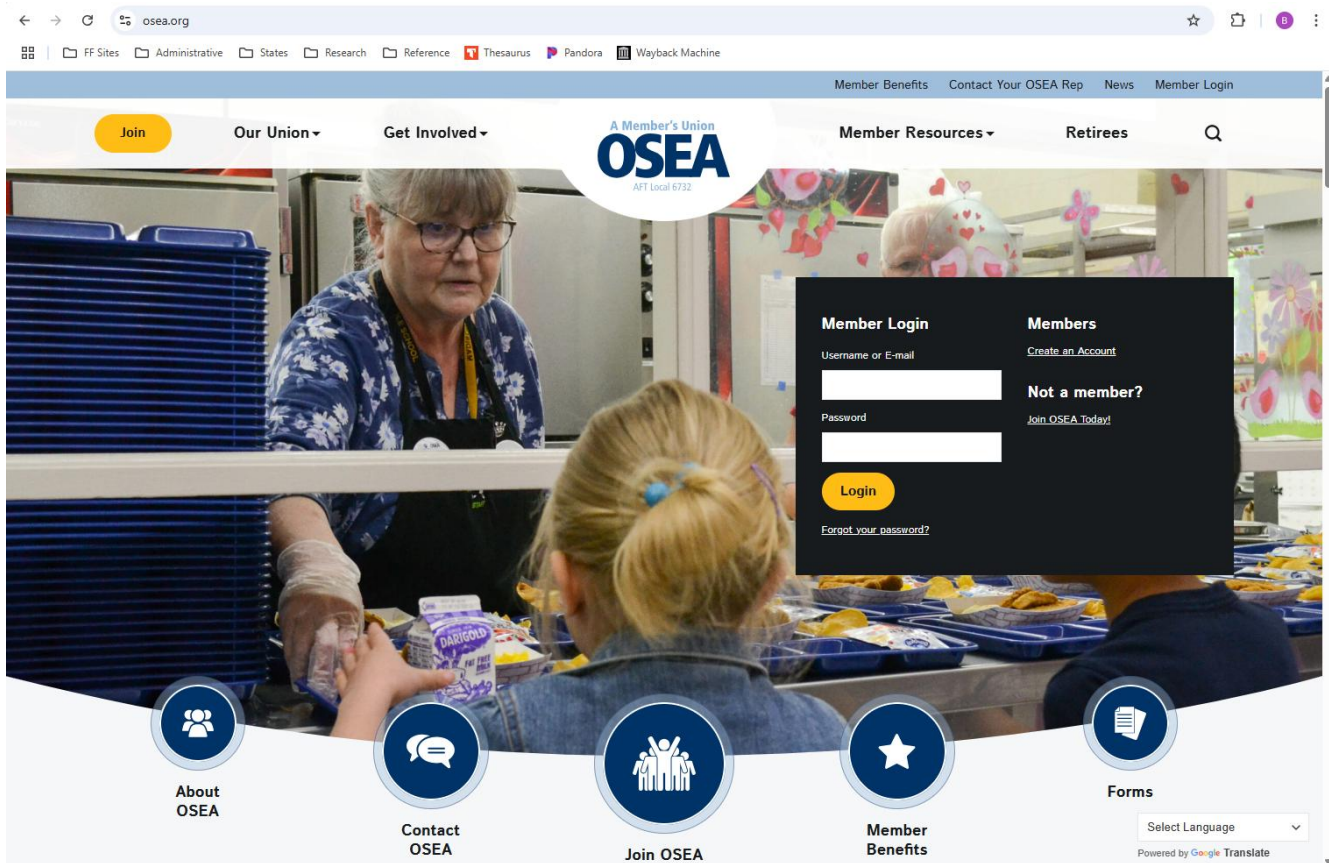 osea.org
B
FF Sites
Administrative
States
Research
Reference
Thesaurus
Pandora
Wayback Machine
Member Benefits
Contact Your OSEA Rep
News
Member Login
Join
Our Union
Get Involved
A Member's Union
OSEA
AFT Local 6732
Member Resources
Retirees
Member Login
Username or E-mail
Password
Login
Forgot your password?
Members
Create an Account
Not a member?
Join OSEA Today!
DARIGOLD
FAT FREE
About
OSEA
Contact
OSEA
Join OSEA
Member
Benefits
Forms
Select Language
Powered by Google Translate